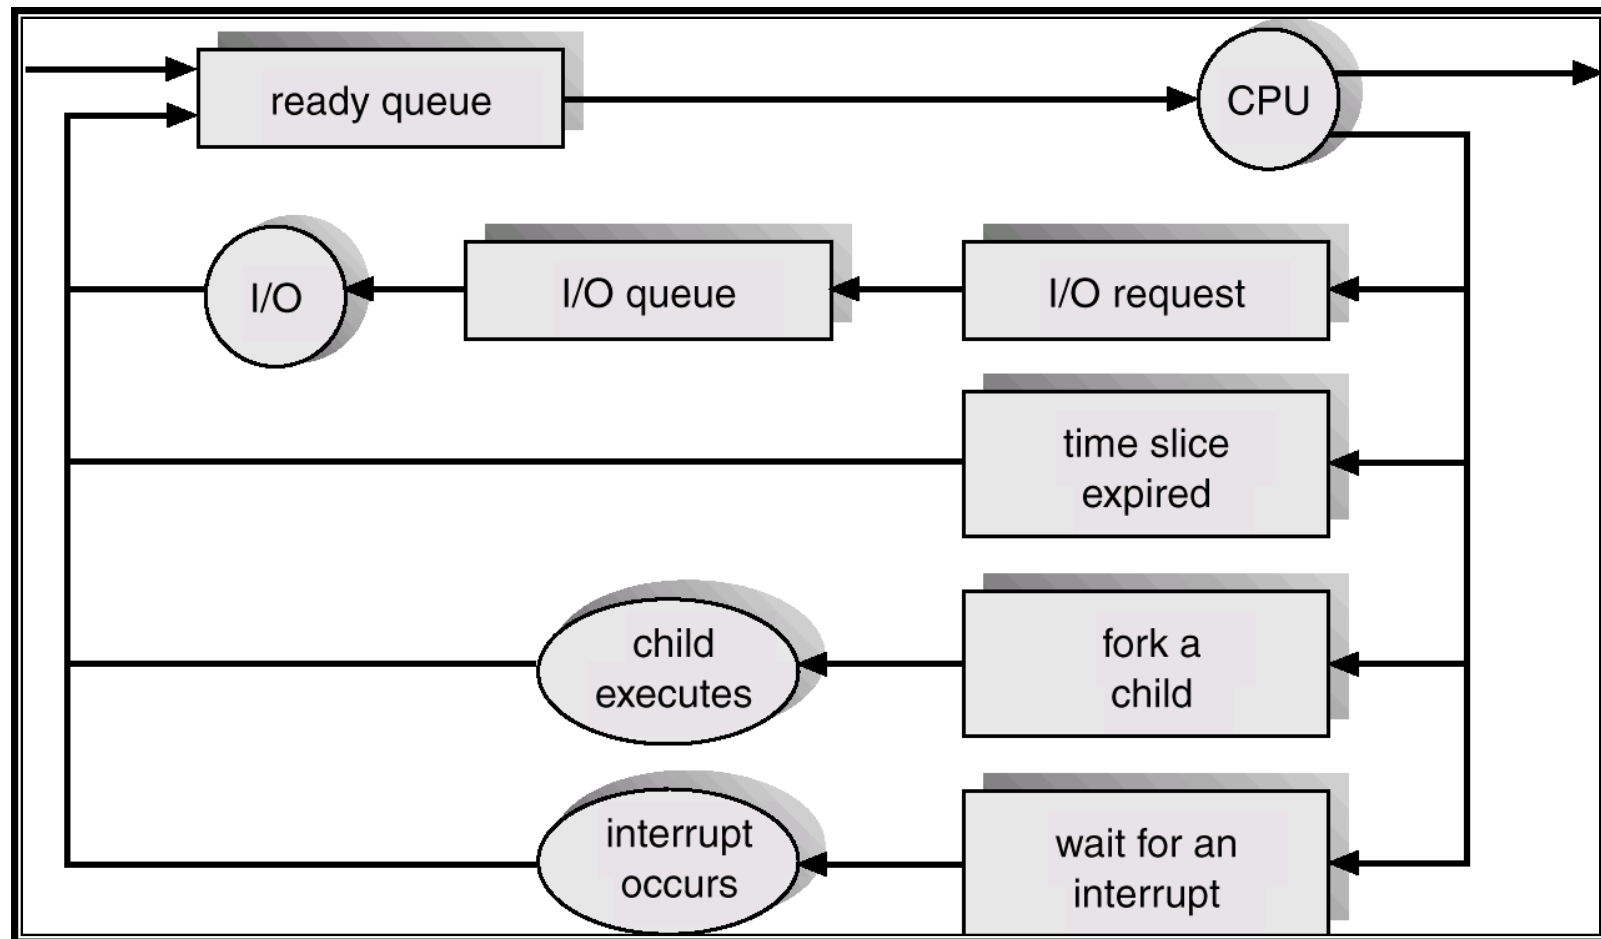 ready queue
CPU
I/O
I/O queue
I/O request
time slice
expired
child
executes
fork a
child
interrupt
occurs
wait for an
interrupt